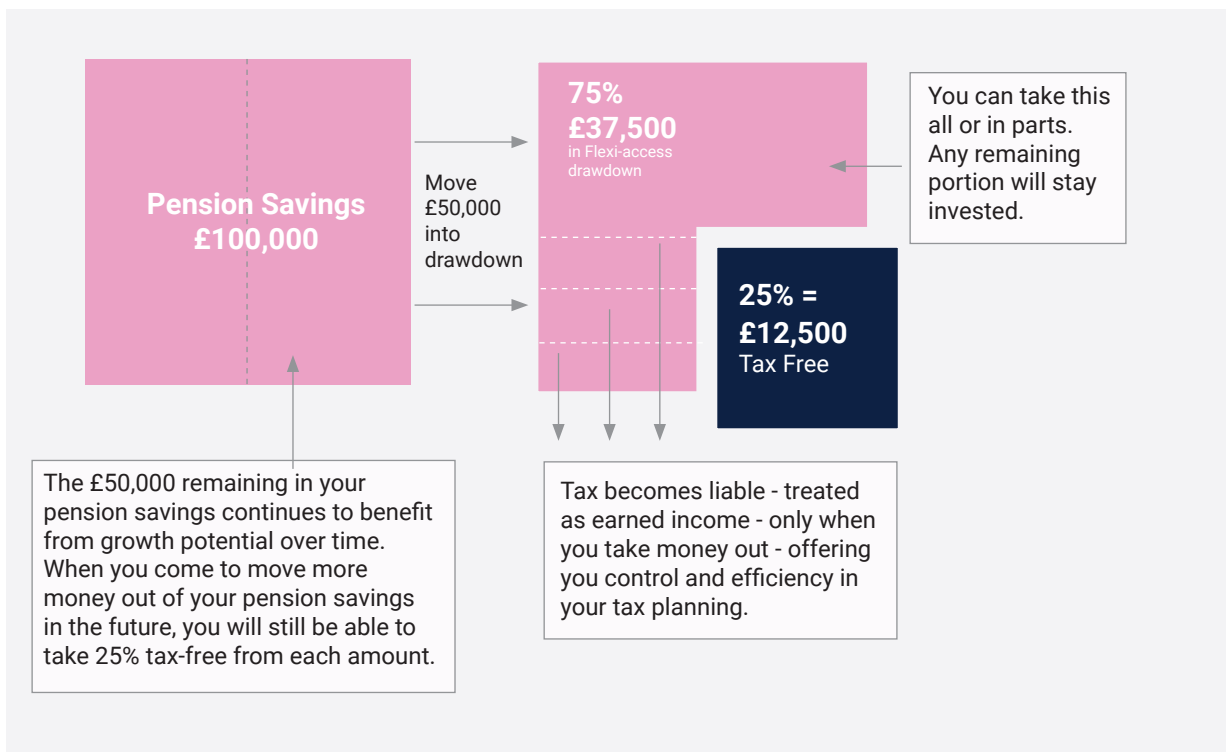 Pension Savings
£100,000
Move
£50,000
into
drawdown
75%
£37,500
in Flexi-access
drawdown
You can take this
all or in parts.
Any remaining
portion will stay
invested.
25% =
£12,500
Tax Free
The £50,000 remaining in your
pension savings continues to benefit
from growth potential over time.
When you come to move more
money out of your pension savings
in the future, you will still be able to
take 25% tax-free from each amount.
Tax becomes liable - treated
as earned income - only when
you take money out - offering
you control and efficiency in
your tax planning.